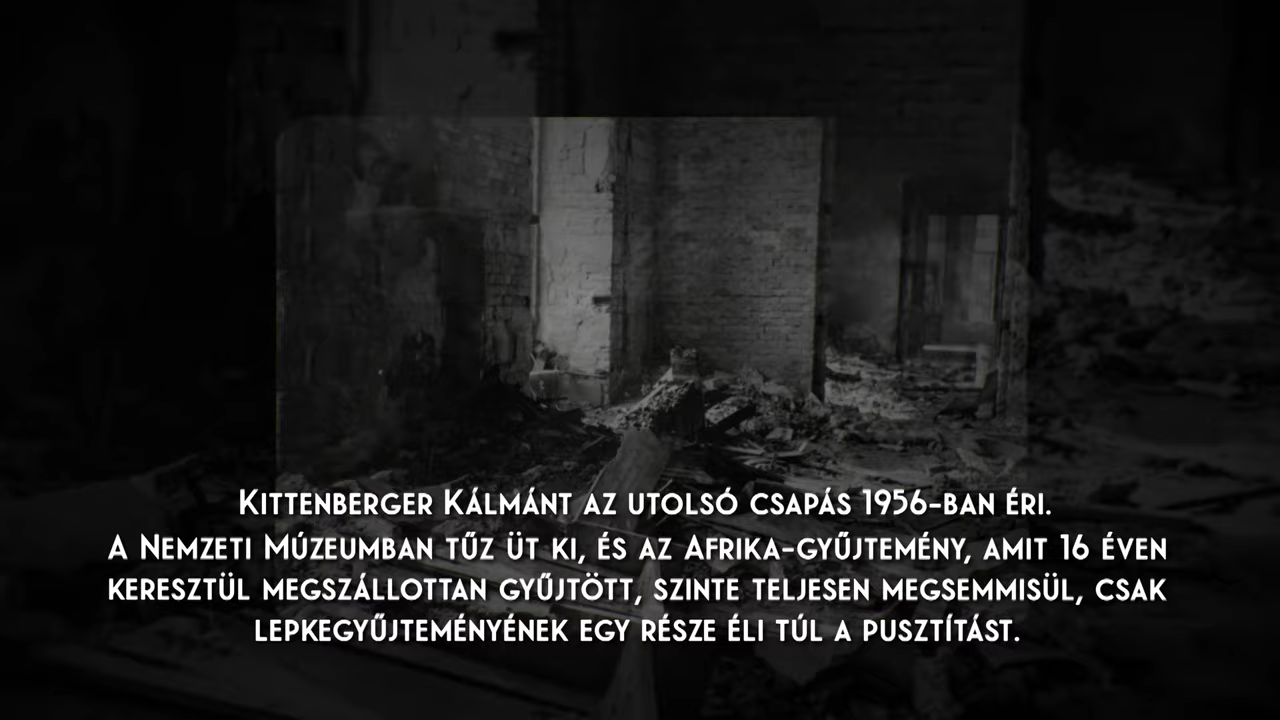 Kittenberger Kálmánt az utolsó csapás 1956-ban éri.
A Nemzeti Múzeumban tűz üt ki, és az Afrika-gyűjtemény, amit 16 éven
keresztül megszállottan gyűjtött, szinte teljesen megsemmisül, csak
lepkegyűjteményének egy része éli túl a pusztítást.